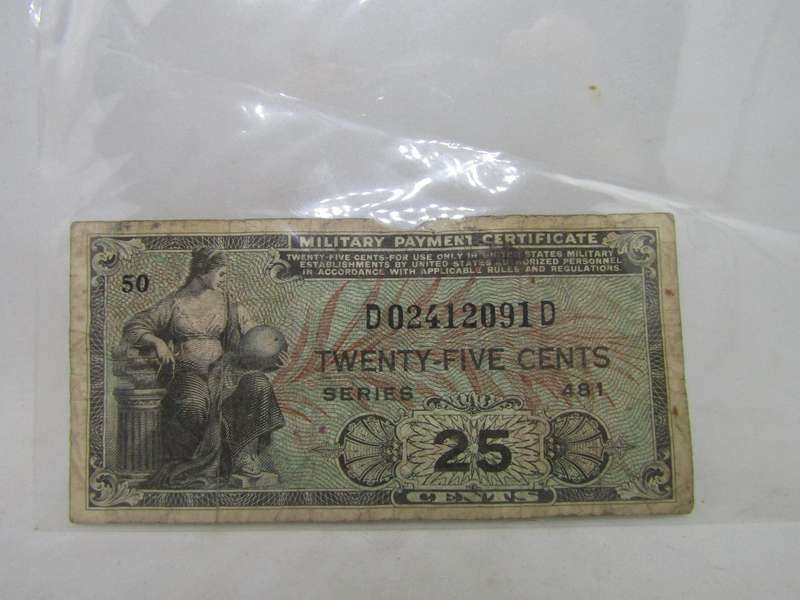 MILITARY PAYMENT CERTIFICATE
TWENTY-FIVE CENTS-FOR USE ONLY IN UNITED STATES MILITARY
ESTABLISHMENTS BY UNITED STATES AUTHORIZED PERSONNEL
IN ACCORDANCE WITH APPLICABLE RULES AND REGULATIONS.
50
D02412091D
TWENTY-FIVE CENTS
SERIES 481
25
CENTS